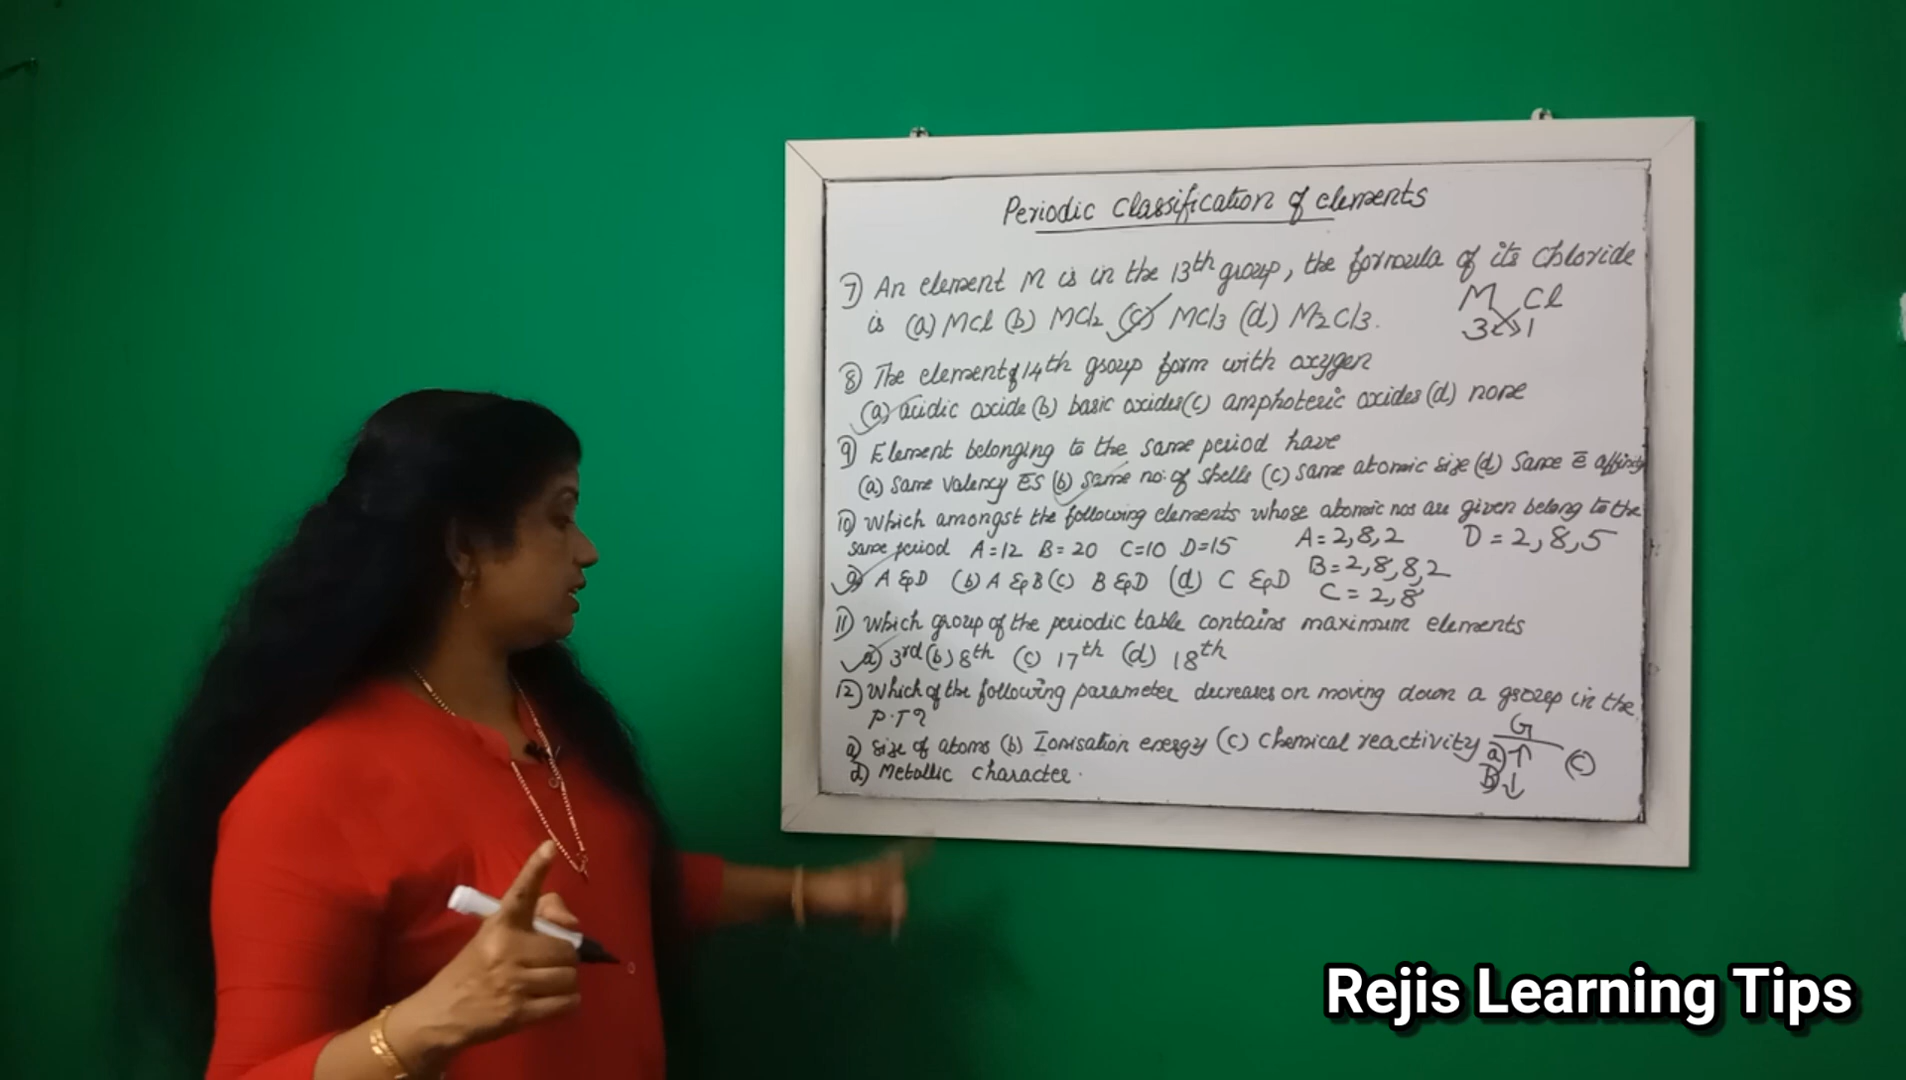 Periodic Classification of elements
7) An element M is in the 13th group, the formula of its chloride
is (a) MCl (b) MCl2 (c) MCl3 (d) M2Cl3.
M Cl
3 1
8) The element of 14th group form with oxygen
(a) acidic oxide (b) basic oxides (c) amphoteric oxides (d) none
9) Element belonging to the same period have
(a) same valency ES (b) same no. of shells (c) same atomic size (d) same ē affinity
10) Which amongst the following elements whose atomic nos are given belong to the
same period A=12 B=20 C=10 D=15
A=2,8,2 D=2,8,5
B=2,8,8,2
C=2,8
a) A & D (b) A & B (c) B & D (d) C & D
11) Which group of the periodic table contains maximum elements
a) 3rd (b) 8th (c) 17th (d) 18th
12) Which of the following parameter decreases on moving down a group in the
P.T?
a) Size of atoms (b) Ionisation energy (c) Chemical reactivity
d) Metallic character.
G
a) ↑ (c)
B) ↓
Rejis Learning Tips